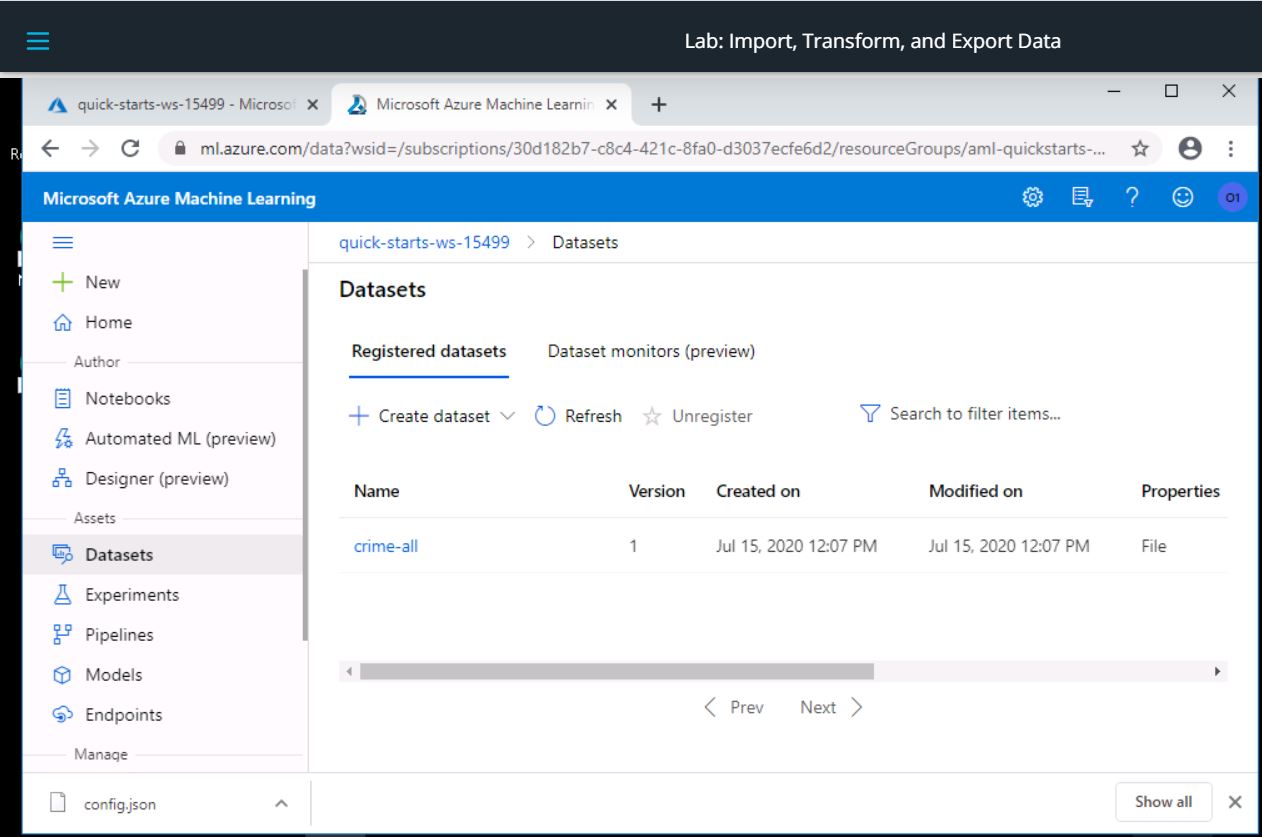 Lab: Import, Transform, and Export Data
quick-starts-ws-15499 - Microsof
Microsoft Azure Machine Learnin
ml.azure.com/data?wsid=/subscriptions/30d182b7-c8c4-421c-8fa0-d3037ecfe6d2/resourceGroups/aml-quickstarts-...
Microsoft Azure Machine Learning
O1
quick-starts-ws-15499 > Datasets
New
Home
Author
Notebooks
Automated ML (preview)
Designer (preview)
Assets
Datasets
Experiments
Pipelines
Models
Endpoints
Manage
Datasets
Registered datasets Dataset monitors (preview)
Create dataset Refresh Unregister Search to filter items...
Name Version Created on Modified on Properties
crime-all 1 Jul 15, 2020 12:07 PM Jul 15, 2020 12:07 PM File
Prev Next
config.json
Show all